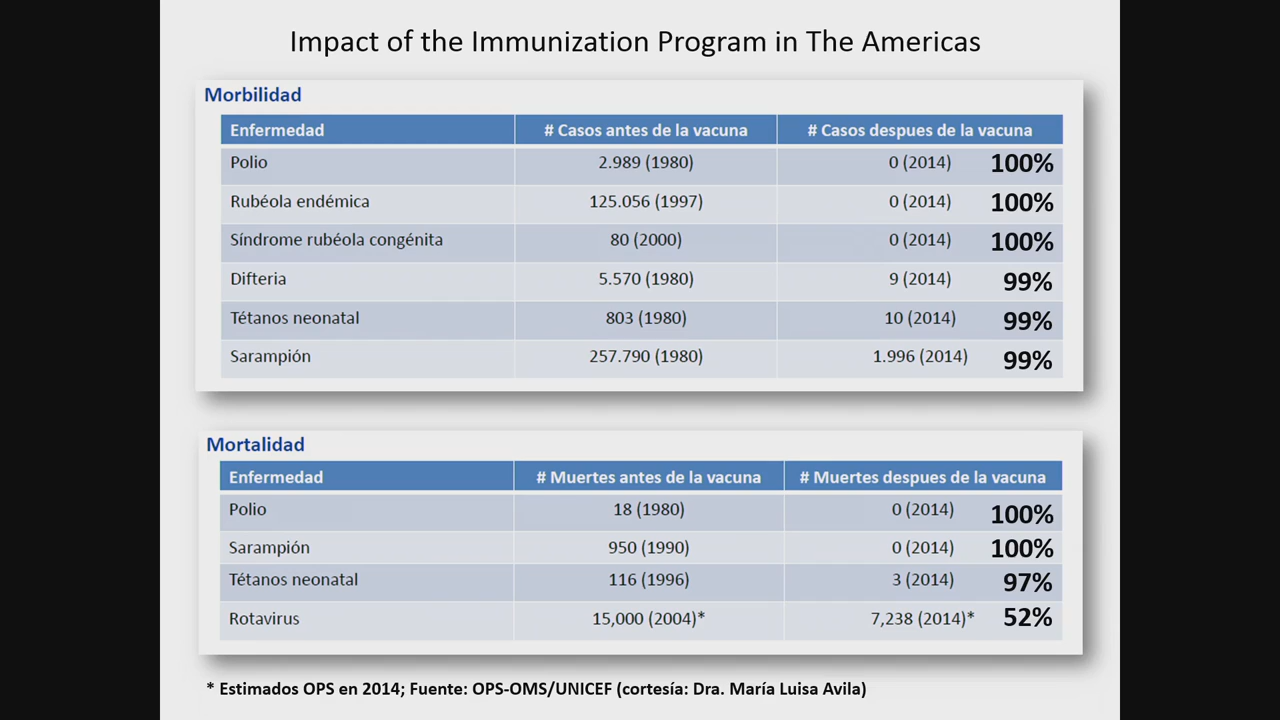 Impact of the Immunization Program in The Americas
Morbilidad
Enfermedad # Casos antes de la vacuna # Casos despues de la vacuna
Polio 2.989 (1980) 0 (2014) 100%
Rubéola endémica 125.056 (1997) 0 (2014) 100%
Síndrome rubéola congénita 80 (2000) 0 (2014) 100%
Difteria 5.570 (1980) 9 (2014) 99%
Tétanos neonatal 803 (1980) 10 (2014) 99%
Sarampión 257.790 (1980) 1.996 (2014) 99%
Mortalidad
Enfermedad # Muertes antes de la vacuna # Muertes despues de la vacuna
Polio 18 (1980) 0 (2014) 100%
Sarampión 950 (1990) 0 (2014) 100%
Tétanos neonatal 116 (1996) 3 (2014) 97%
Rotavirus 15,000 (2004)* 7,238 (2014)* 52%
* Estimados OPS en 2014; Fuente: OPS-OMS/UNICEF (cortesía: Dra. María Luisa Avila)